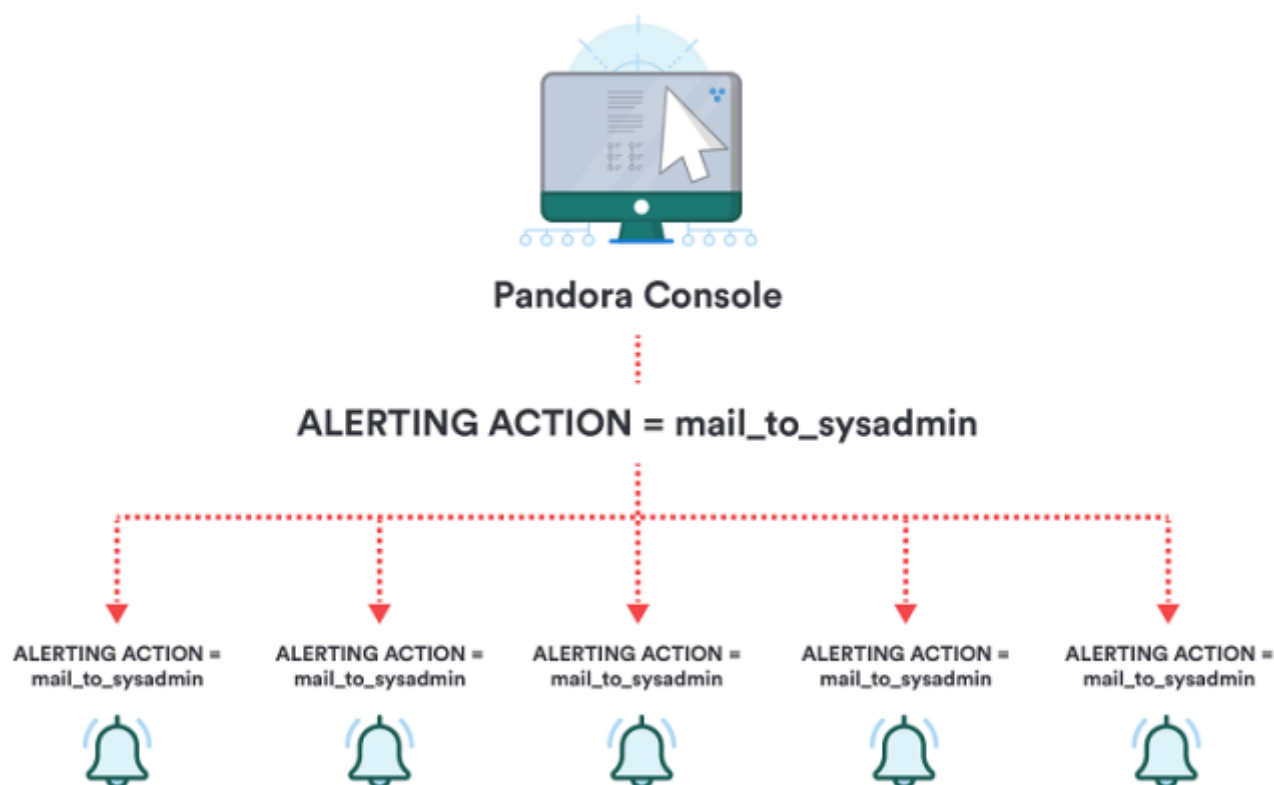 Pandora Console
ALERTING ACTION = mail_to_sysadmin
ALERTING ACTION =
mail_to_sysadmin
ALERTING ACTION =
mail_to_sysadmin
ALERTING ACTION =
mail_to_sysadmin
ALERTING ACTION =
mail_to_sysadmin
ALERTING ACTION =
mail_to_sysadmin